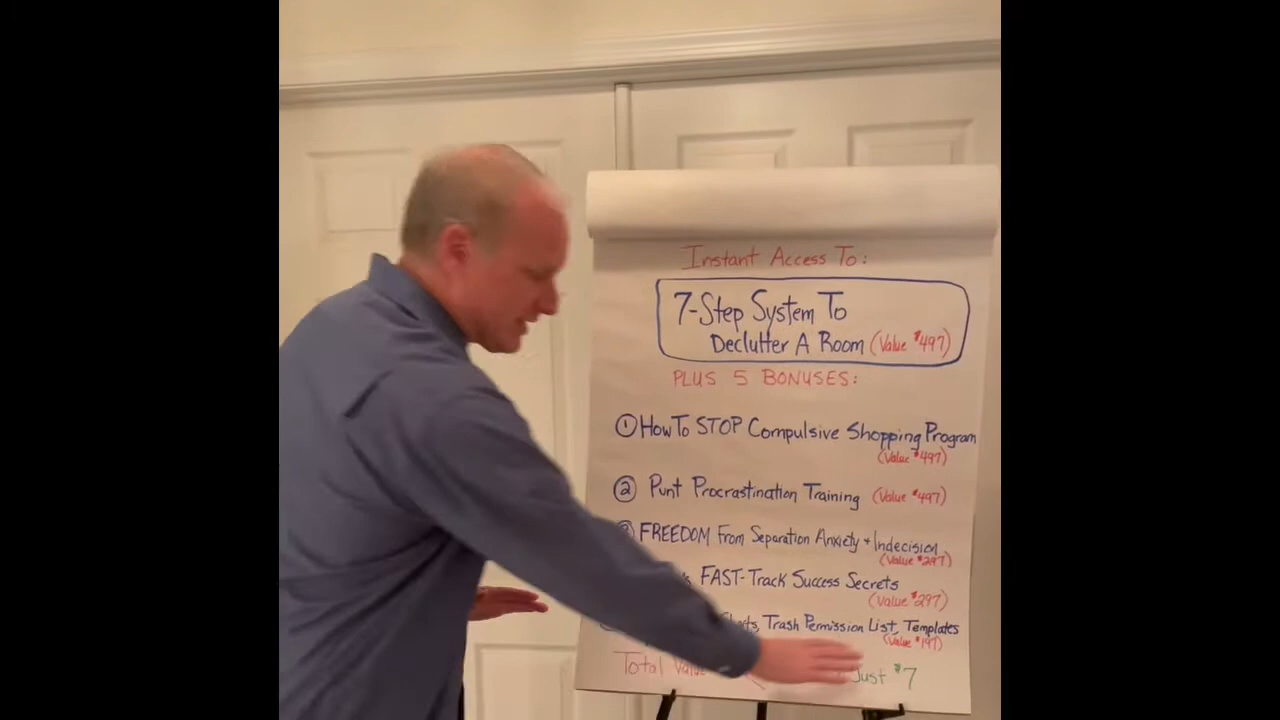 Instant Access To:
7-Step System To
Declutter A Room (Value $497)
PLUS 5 BONUSES:
① How To STOP Compulsive Shopping Program
(Value $497)
② Punt Procrastination Training (Value $497)
FREEDOM From Separation Anxiety + Indecision
(Value $297)
FAST-Track Success Secrets
(Value $297)
Trash Permission List, Templates
(Value $197)
Total Value
Just $7